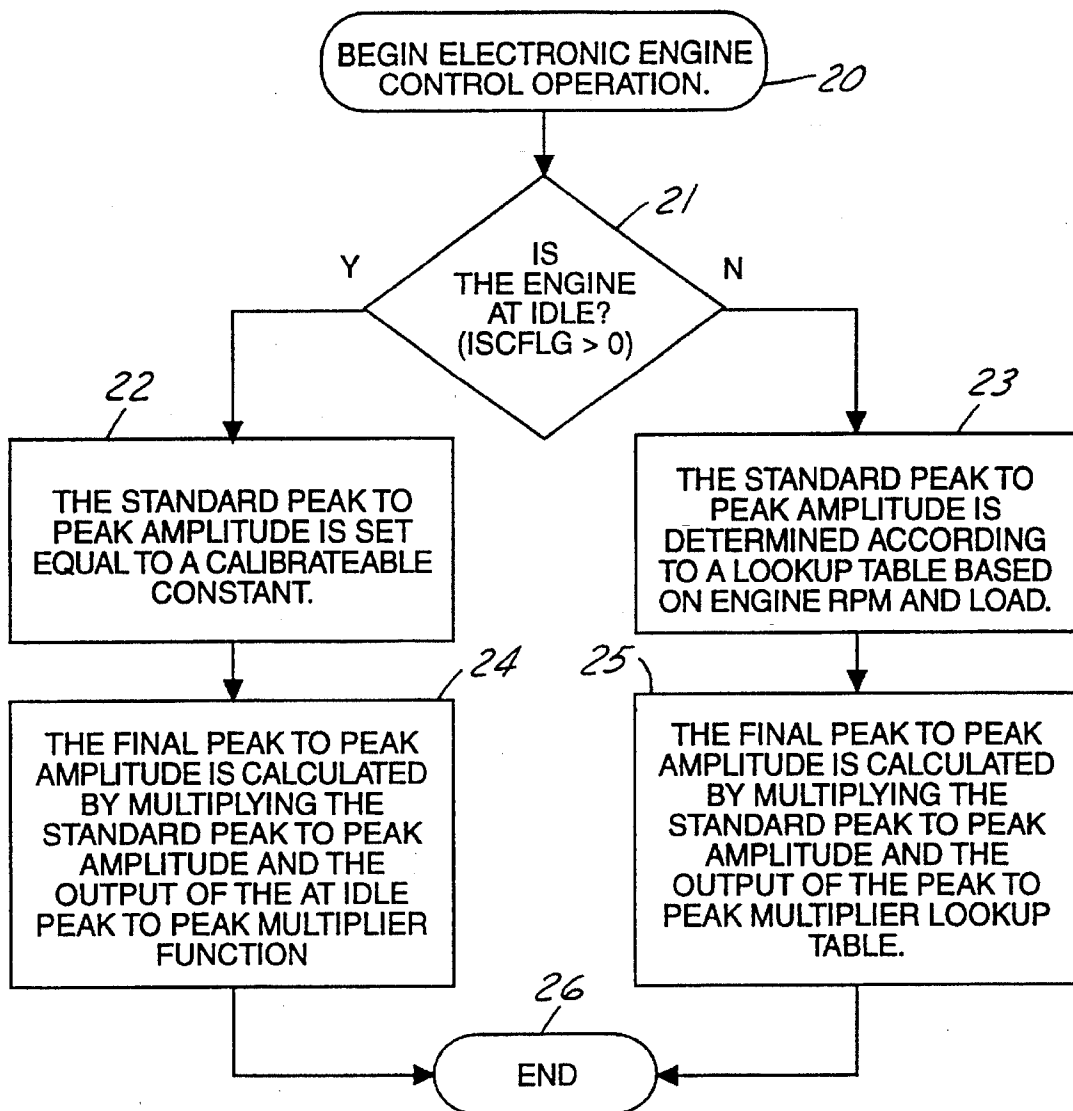 BEGIN ELECTRONIC ENGINE
CONTROL OPERATION.
20
21
IS
THE ENGINE
AT IDLE?
(ISCFLG > 0)
Y
N
22
THE STANDARD PEAK TO
PEAK AMPLITUDE IS SET
EQUAL TO A CALIBRATEABLE
CONSTANT.
23
THE STANDARD PEAK TO
PEAK AMPLITUDE IS
DETERMINED ACCORDING
TO A LOOKUP TABLE BASED
ON ENGINE RPM AND LOAD.
24
THE FINAL PEAK TO PEAK
AMPLITUDE IS CALCULATED
BY MULTIPLYING THE
STANDARD PEAK TO PEAK
AMPLITUDE AND THE
OUTPUT OF THE AT IDLE
PEAK TO PEAK MULTIPLIER
FUNCTION
25
THE FINAL PEAK TO PEAK
AMPLITUDE IS CALCULATED
BY MULTIPLYING THE
STANDARD PEAK TO PEAK
AMPLITUDE AND THE
OUTPUT OF THE PEAK TO
PEAK MULTIPLIER LOOKUP
TABLE.
26
END